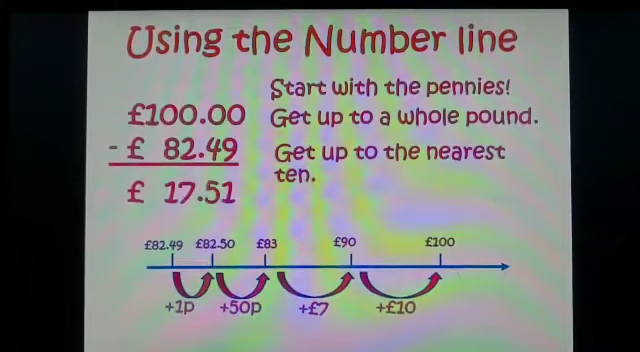 Using the Number line
Start with the pennies!
£100.00 Get up to a whole pound.
- £ 82.49 Get up to the nearest
ten.
£ 17.51
£82.49 £82.50 £83 £90 £100
+1p +50p +£7 +£10